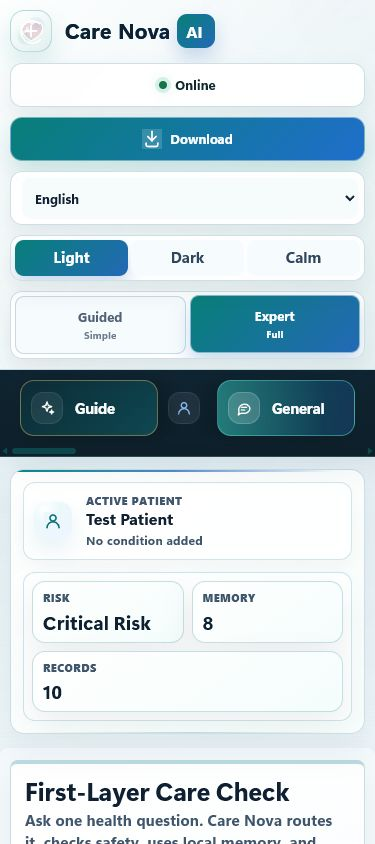 Care Nova AI
Online
Download
English
Light Dark Calm
Guided Expert
Simple Full
Guide General
ACTIVE PATIENT
Test Patient
No condition added
RISK MEMORY
Critical Risk 8
RECORDS
10
First-Layer Care Check
Ask one health question. Care Nova routes
it, checks safety, uses local memory, and